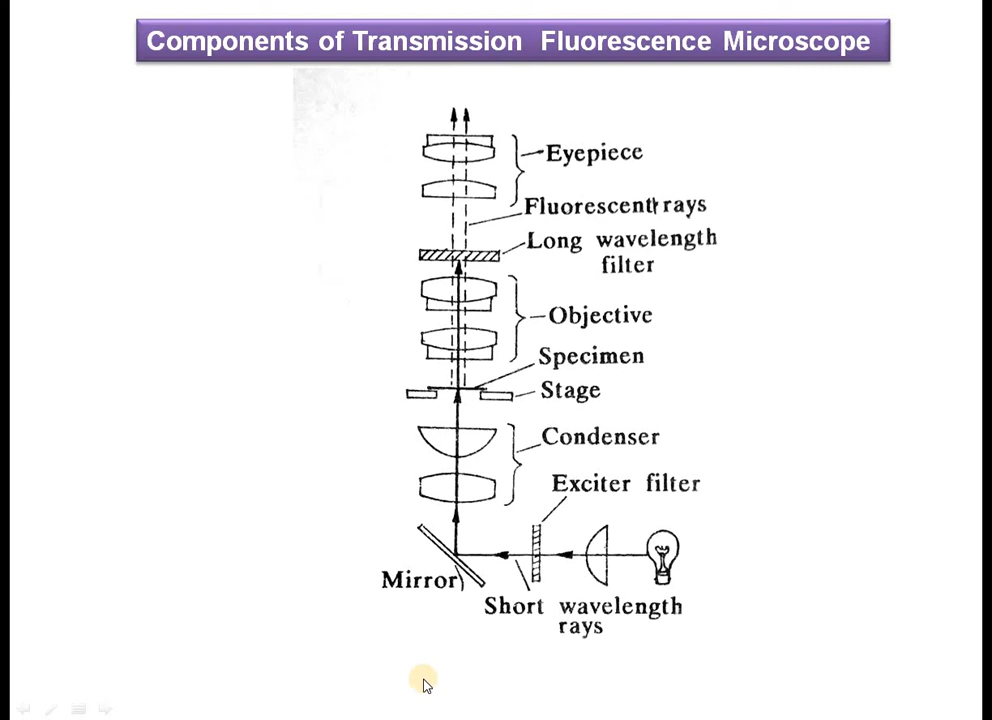 Components of Transmission Fluorescence Microscope
Eyepiece
Fluorescent rays
Long wavelength
filter
Objective
Specimen
Stage
Condenser
Exciter filter
Mirror
Short wavelength
rays